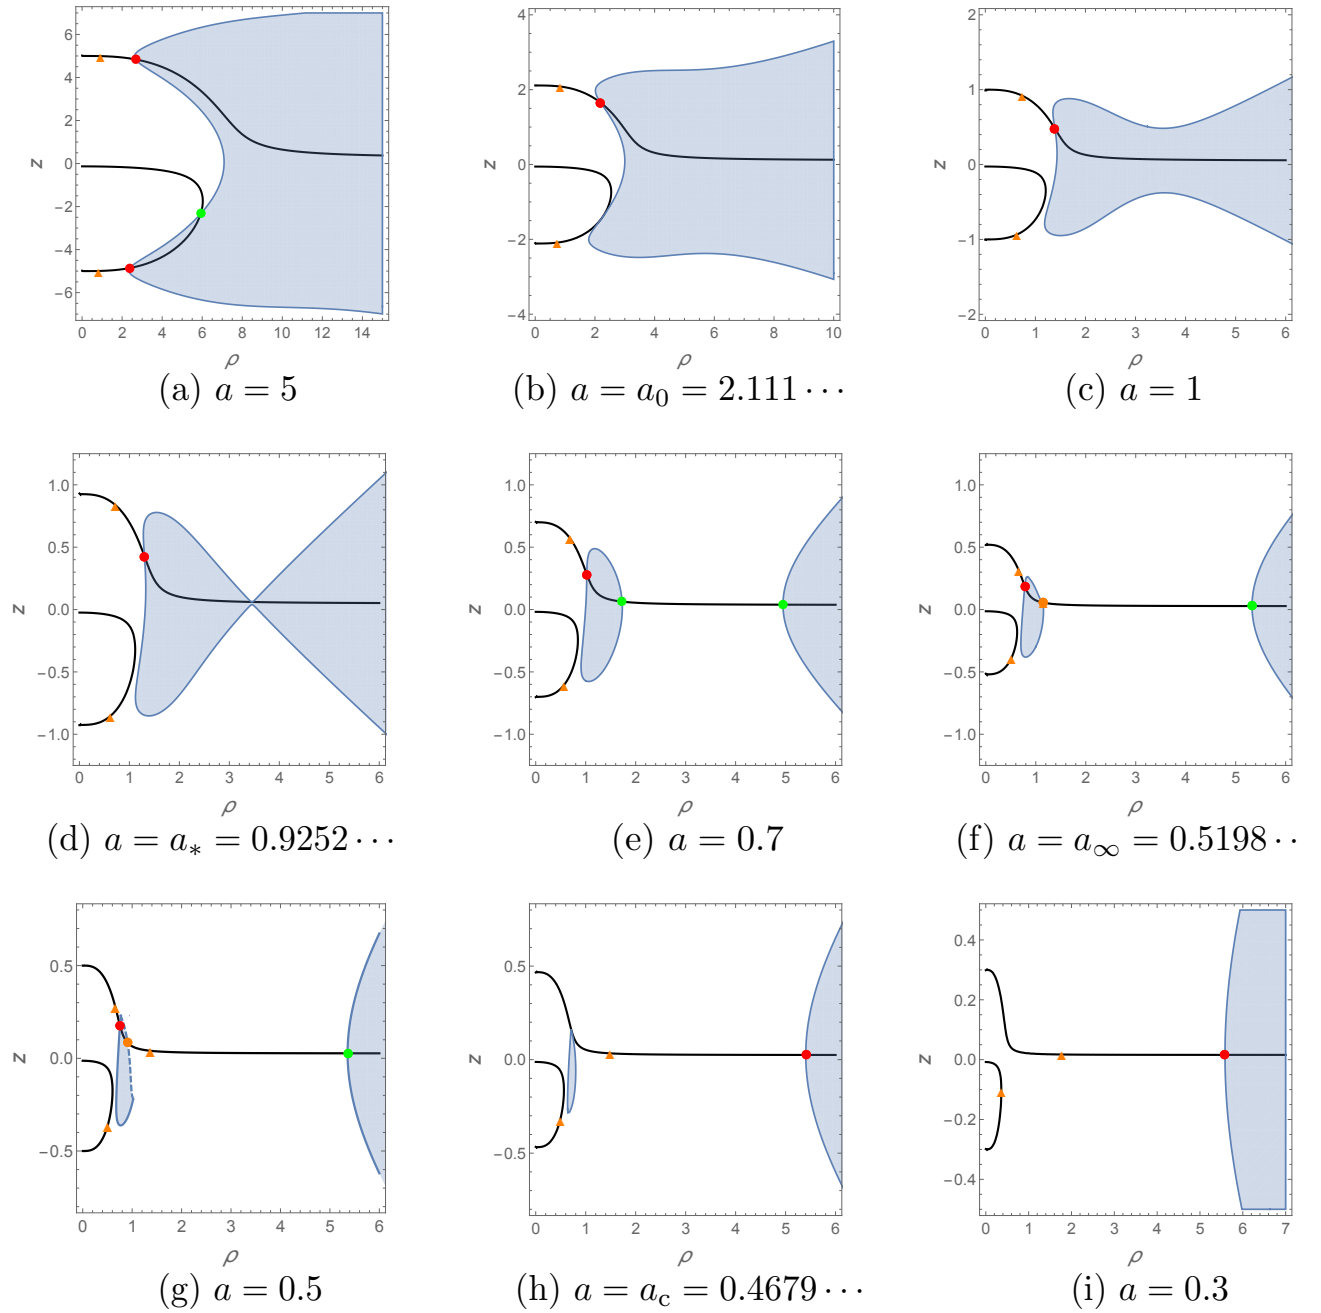 6
4
2
z 0
−2
−4
−6
0 2 4 6 8 10 12 14
ρ
(a) a = 5
4
2
z 0
−2
−4
0 2 4 6 8 10
ρ
(b) a = a₀ = 2.111⋯
2
1
z 0
−1
−2
0 1 2 3 4 5 6
ρ
(c) a = 1
1.0
0.5
z 0.0
−0.5
−1.0
0 1 2 3 4 5 6
ρ
(d) a = a∗ = 0.9252⋯
1.0
0.5
z 0.0
−0.5
−1.0
0 1 2 3 4 5 6
ρ
(e) a = 0.7
1.0
0.5
z 0.0
−0.5
−1.0
0 1 2 3 4 5 6
ρ
(f) a = a∞ = 0.5198⋅⋅
0.5
z 0.0
−0.5
0 1 2 3 4 5 6
ρ
(g) a = 0.5
0.5
z 0.0
−0.5
0 1 2 3 4 5 6
ρ
(h) a = a_c = 0.4679⋯
0.4
0.2
z 0.0
−0.2
−0.4
0 1 2 3 4 5 6 7
ρ
(i) a = 0.3